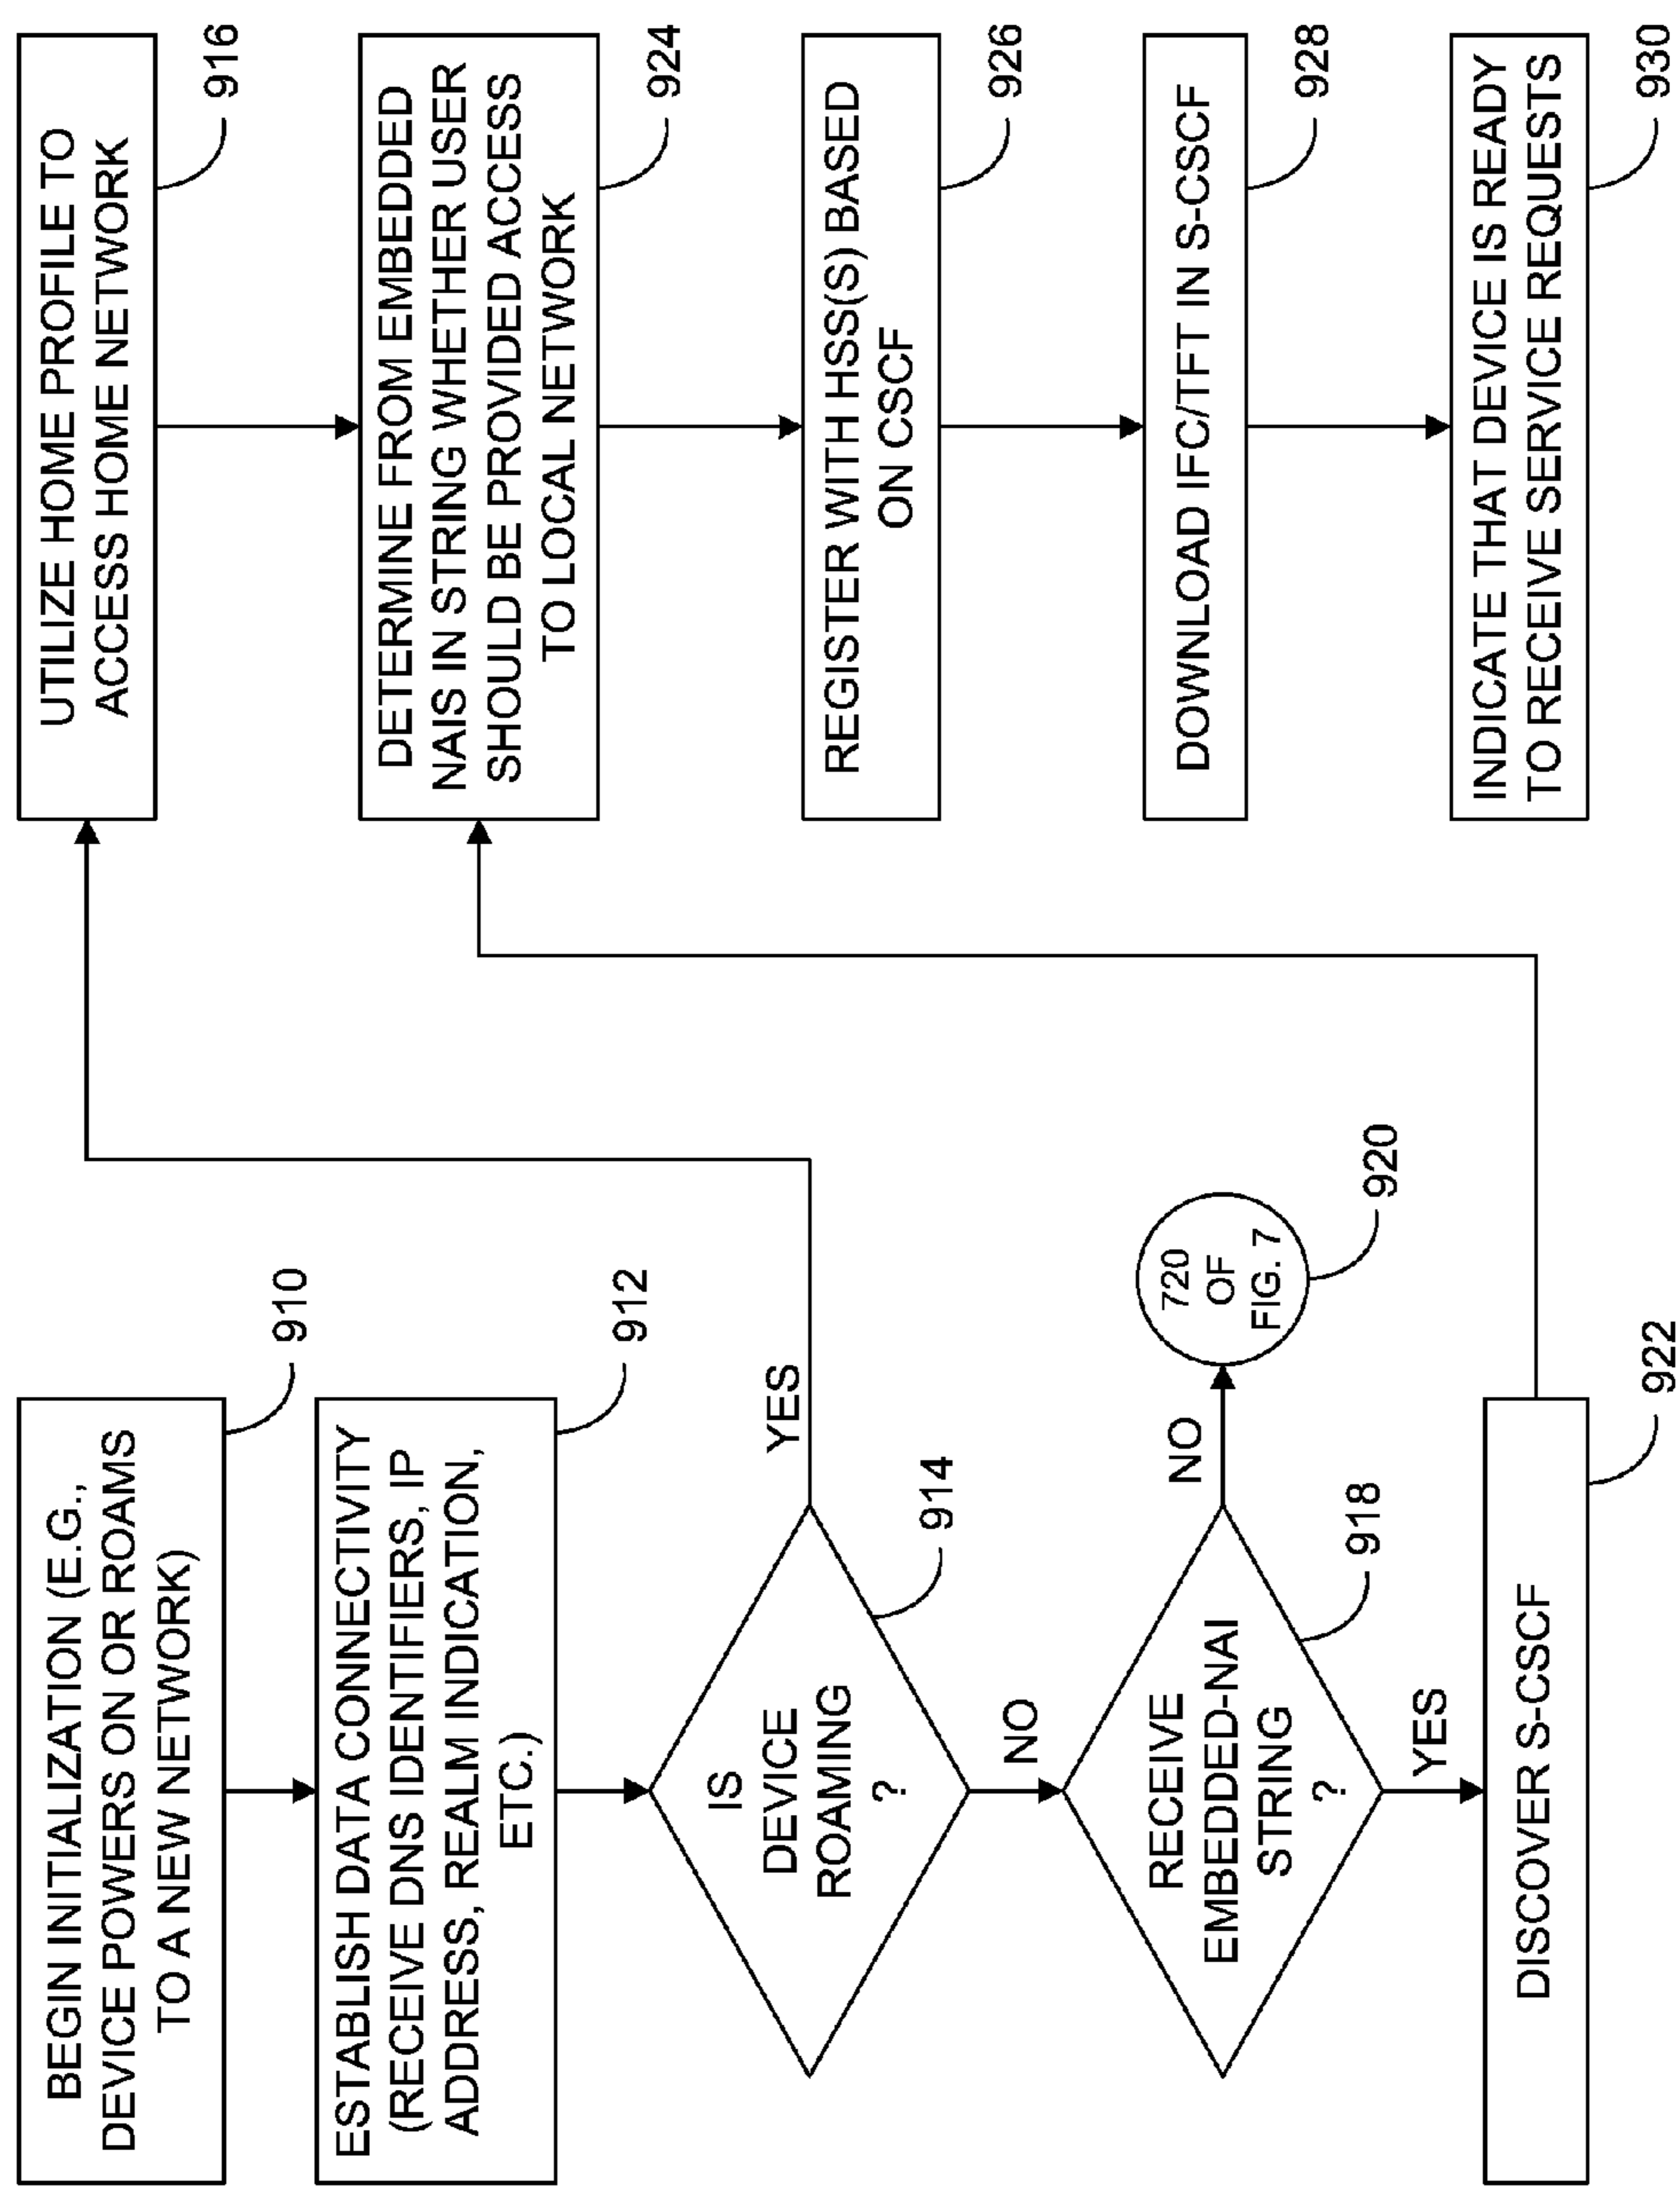 BEGIN INITIALIZATION (E.G.,
DEVICE POWERS ON OR ROAMS
TO A NEW NETWORK)
910
ESTABLISH DATA CONNECTIVITY
(RECEIVE DNS IDENTIFIERS, IP
ADDRESS, REALM INDICATION,
ETC.)
912
IS
DEVICE
ROAMING
?
914
YES
NO
RECEIVE
EMBEDDED-NAI
STRING
?
918
NO
720
OF
FIG. 7
920
YES
DISCOVER S-CSCF
922
UTILIZE HOME PROFILE TO
ACCESS HOME NETWORK
916
DETERMINE FROM EMBEDDED
NAIS IN STRING WHETHER USER
SHOULD BE PROVIDED ACCESS
TO LOCAL NETWORK
924
REGISTER WITH HSS(S) BASED
ON CSCF
926
DOWNLOAD IFC/TFT IN S-CSCF
928
INDICATE THAT DEVICE IS READY
TO RECEIVE SERVICE REQUESTS
930